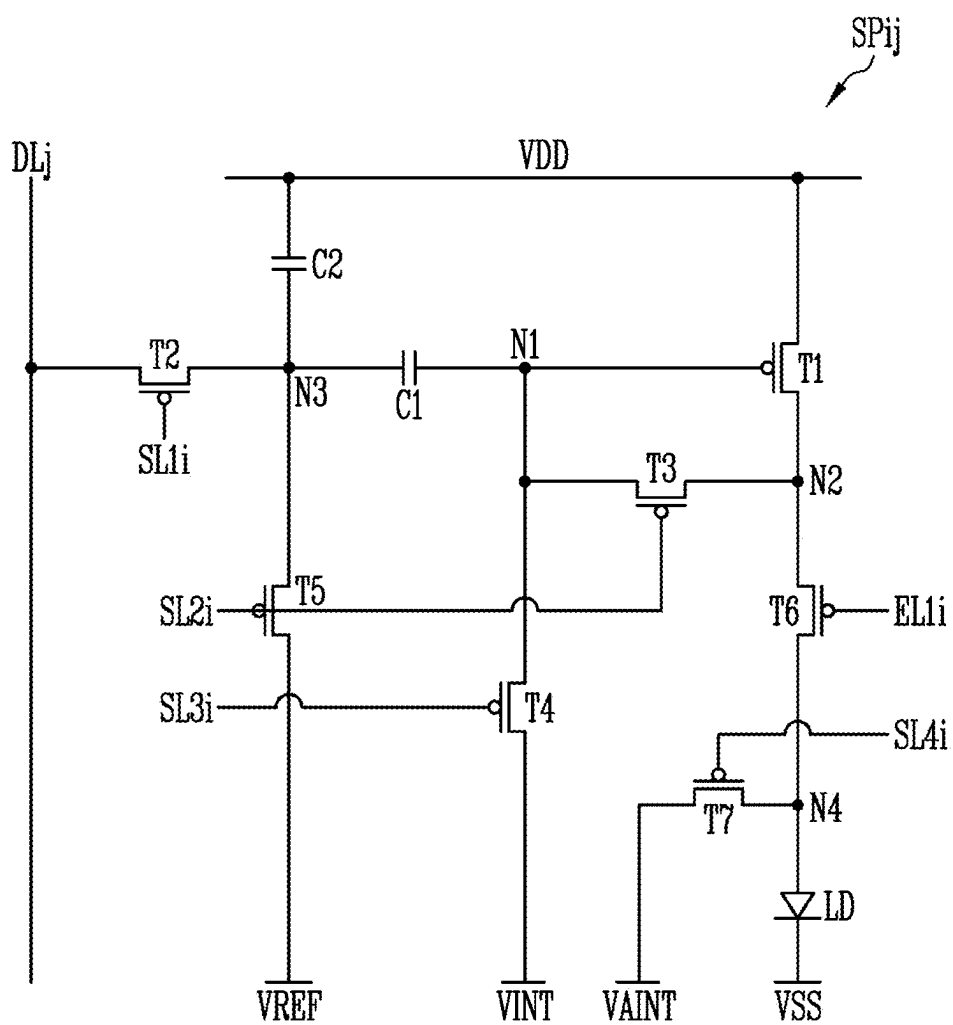 SPij
DLj
VDD
C2
T2
N1
T1
N3
C1
SL1i
T3
N2
SL2i
T5
T6
EL1i
SL3i
T4
SL4i
T7
N4
LD
VREF
VINT
VAINT
VSS